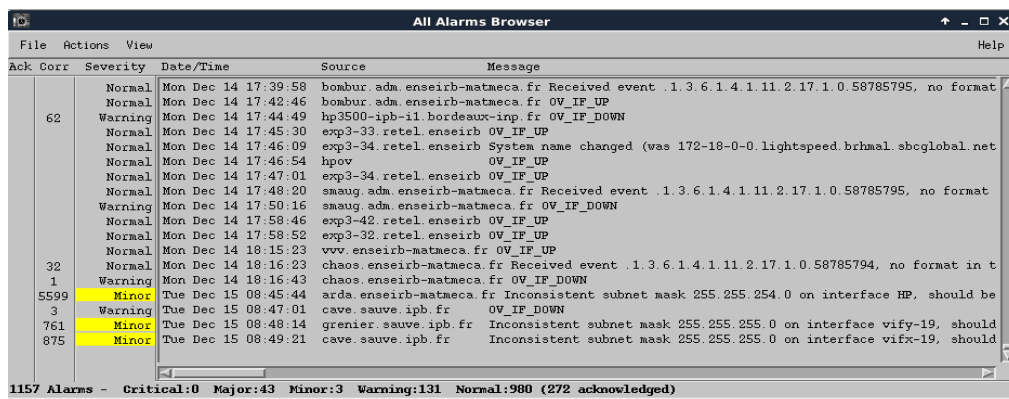 All Alarms Browser
File Actions View Help
Ack Corr Severity Date/Time Source Message
Normal Mon Dec 14 17:39:58 bombur.adm.enseirb-matmeca.fr Received event .1.3.6.1.4.1.11.2.17.1.0.58785795, no format
Normal Mon Dec 14 17:42:46 bombur.adm.enseirb-matmeca.fr OV_IF_UP
62 Warning Mon Dec 14 17:44:49 hp3500-ipb-i1.bordeaux-inp.fr OV_IF_DOWN
Normal Mon Dec 14 17:45:30 exp3-33.retel.enseirb OV_IF_UP
Normal Mon Dec 14 17:46:09 exp3-34.retel.enseirb System name changed (was 172-18-0-0.lightspeed.brhmal.sbcglobal.net
Normal Mon Dec 14 17:46:54 hpov OV_IF_UP
Normal Mon Dec 14 17:47:01 exp3-34.retel.enseirb OV_IF_UP
Normal Mon Dec 14 17:48:20 smaug.adm.enseirb-matmeca.fr Received event .1.3.6.1.4.1.11.2.17.1.0.58785795, no format
Warning Mon Dec 14 17:50:16 smaug.adm.enseirb-matmeca.fr OV_IF_DOWN
Normal Mon Dec 14 17:58:46 exp3-42.retel.enseirb OV_IF_UP
Normal Mon Dec 14 17:58:52 exp3-32.retel.enseirb OV_IF_UP
Normal Mon Dec 14 18:15:23 vvv.enseirb-matmeca.fr OV_IF_UP
32 Normal Mon Dec 14 18:16:23 chaos.enseirb-matmeca.fr Received event .1.3.6.1.4.1.11.2.17.1.0.58785794, no format in t
1 Warning Mon Dec 14 18:16:43 chaos.enseirb-matmeca.fr OV_IF_DOWN
5599 Minor Tue Dec 15 08:45:44 arda.enseirb-matmeca.fr Inconsistent subnet mask 255.255.254.0 on interface HP, should be
3 Warning Tue Dec 15 08:47:01 cave.sauve.ipb.fr OV_IF_DOWN
761 Minor Tue Dec 15 08:48:14 grenier.sauve.ipb.fr Inconsistent subnet mask 255.255.255.0 on interface vify-19, should
875 Minor Tue Dec 15 08:49:21 cave.sauve.ipb.fr Inconsistent subnet mask 255.255.255.0 on interface vifx-19, should
1157 Alarms - Critical:0 Major:43 Minor:3 Warning:131 Normal:980 (272 acknowledged)